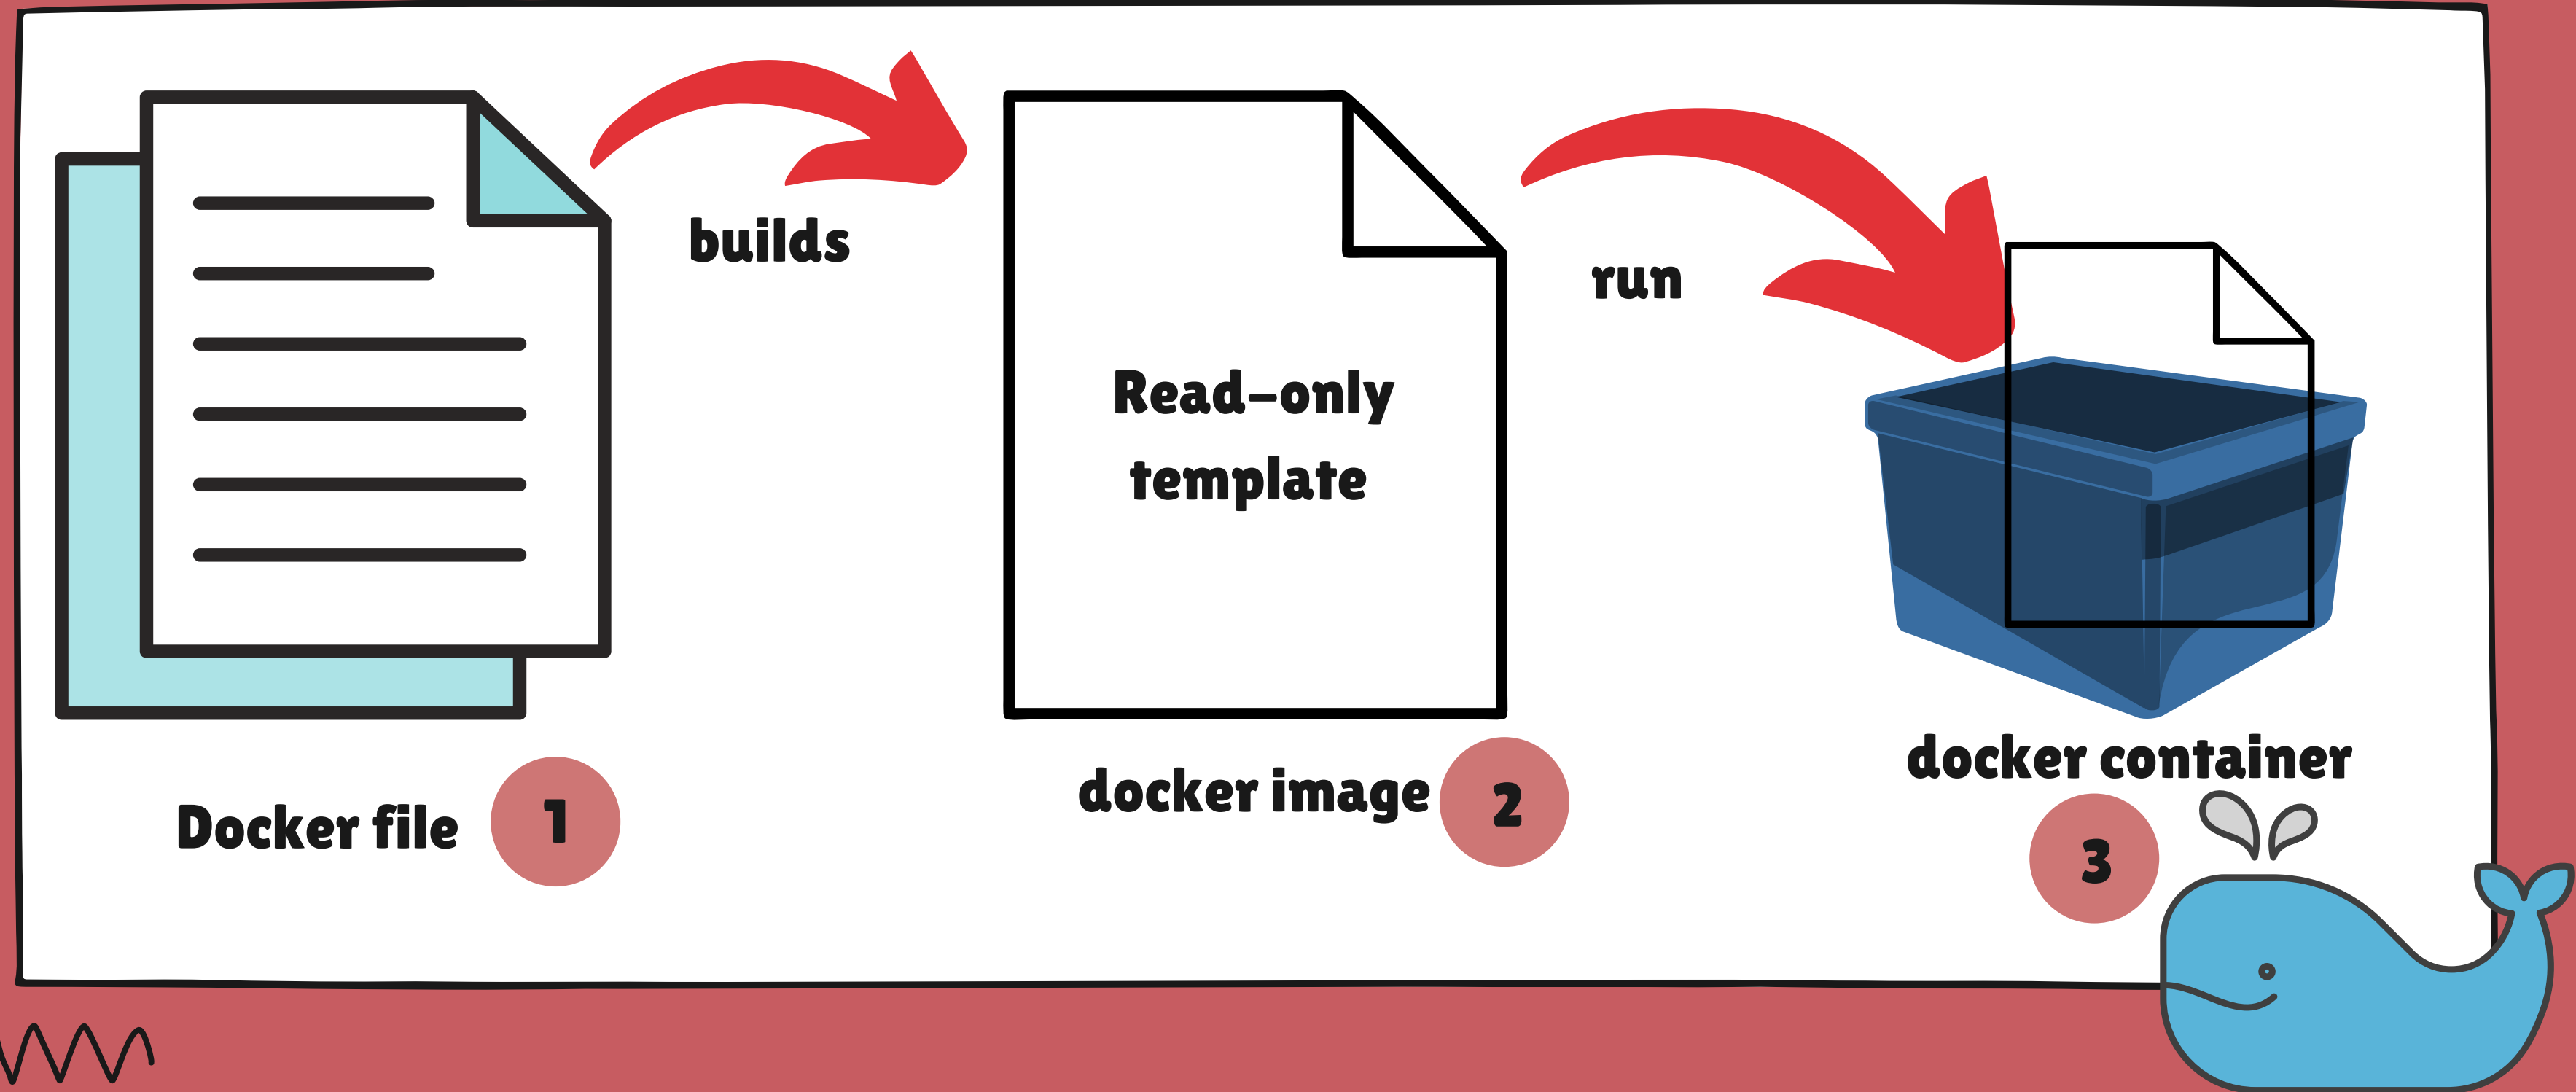 builds
run
Read-only
template
Docker file
1
docker image
2
docker container
3